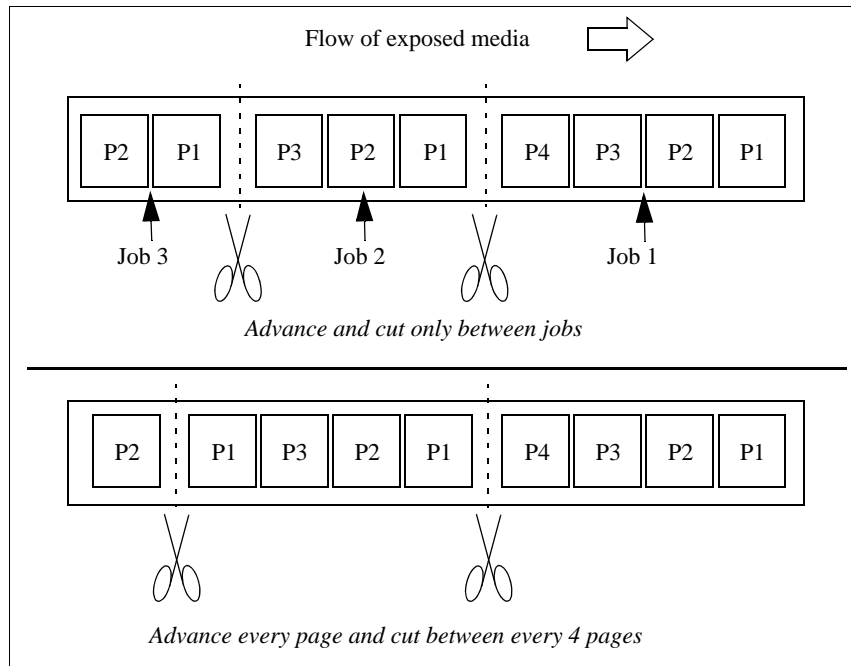 Flow of exposed media
P2 P1 P3 P2 P1 P4 P3 P2 P1
Job 3 Job 2 Job 1
Advance and cut only between jobs
P2 P1 P3 P2 P1 P4 P3 P2 P1
Advance every page and cut between every 4 pages